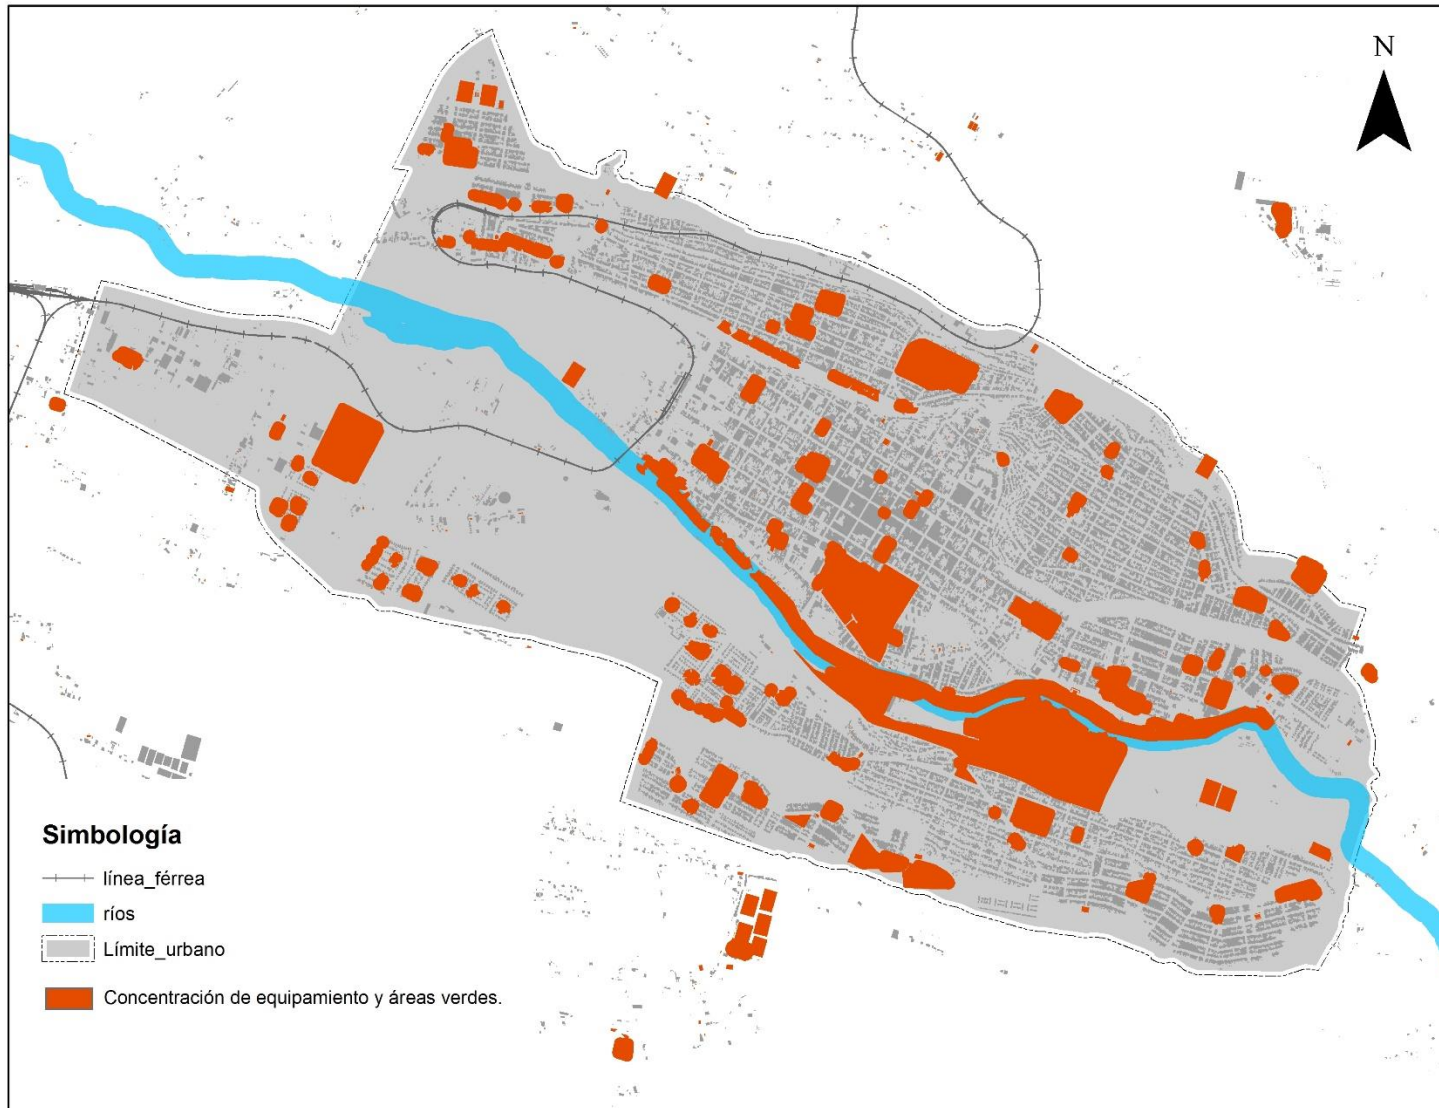 N
Simbología
línea_férrea
ríos
Límite_urbano
Concentración de equipamiento y áreas verdes.